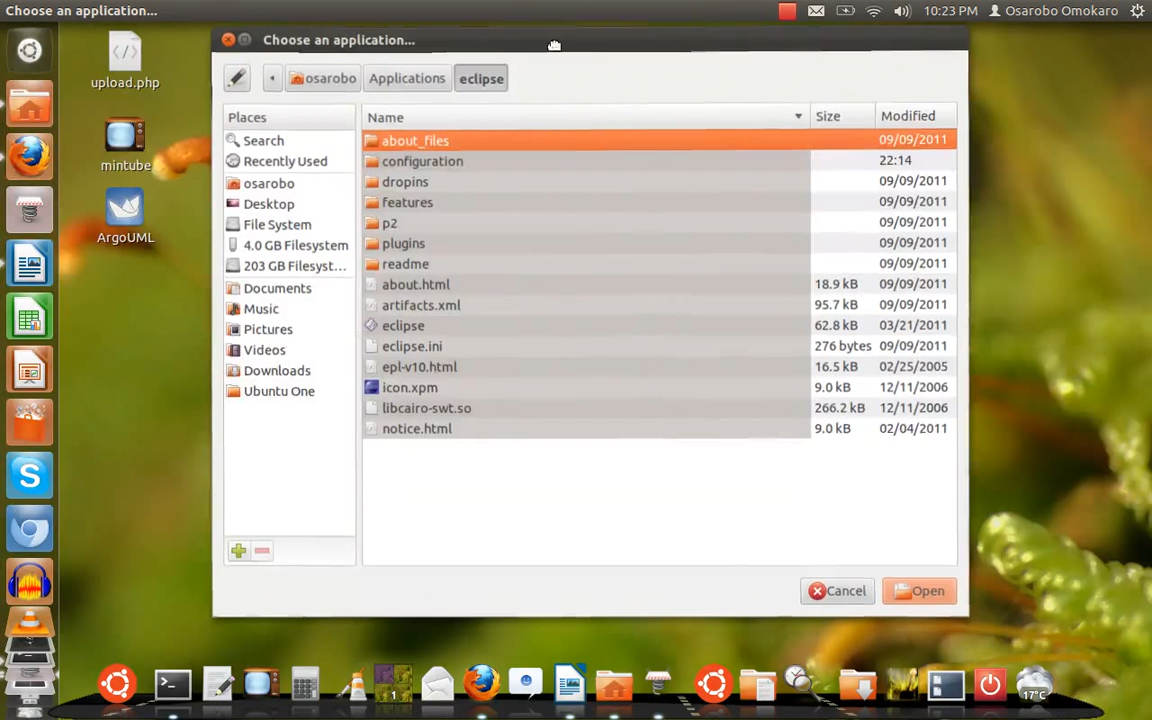 Choose an application...
10:23 PM
Osarobo Omokaro
Choose an application...
upload.php
mintube
ArgoUML
osarobo
Applications
eclipse
Places
Search
Recently Used
osarobo
Desktop
File System
4.0 GB Filesystem
203 GB Filesyst...
Documents
Music
Pictures
Videos
Downloads
Ubuntu One
Name Size Modified
about_files 09/09/2011
configuration 22:14
dropins 09/09/2011
features 09/09/2011
p2 09/09/2011
plugins 09/09/2011
readme 09/09/2011
about.html 18.9 kB 09/09/2011
artifacts.xml 95.7 kB 09/09/2011
eclipse 62.8 kB 03/21/2011
eclipse.ini 276 bytes 09/09/2011
epl-v10.html 16.5 kB 02/25/2005
icon.xpm 9.0 kB 12/11/2006
libcairo-swt.so 266.2 kB 12/11/2006
notice.html 9.0 kB 02/04/2011
Cancel
Open
S
>_
1
17°C